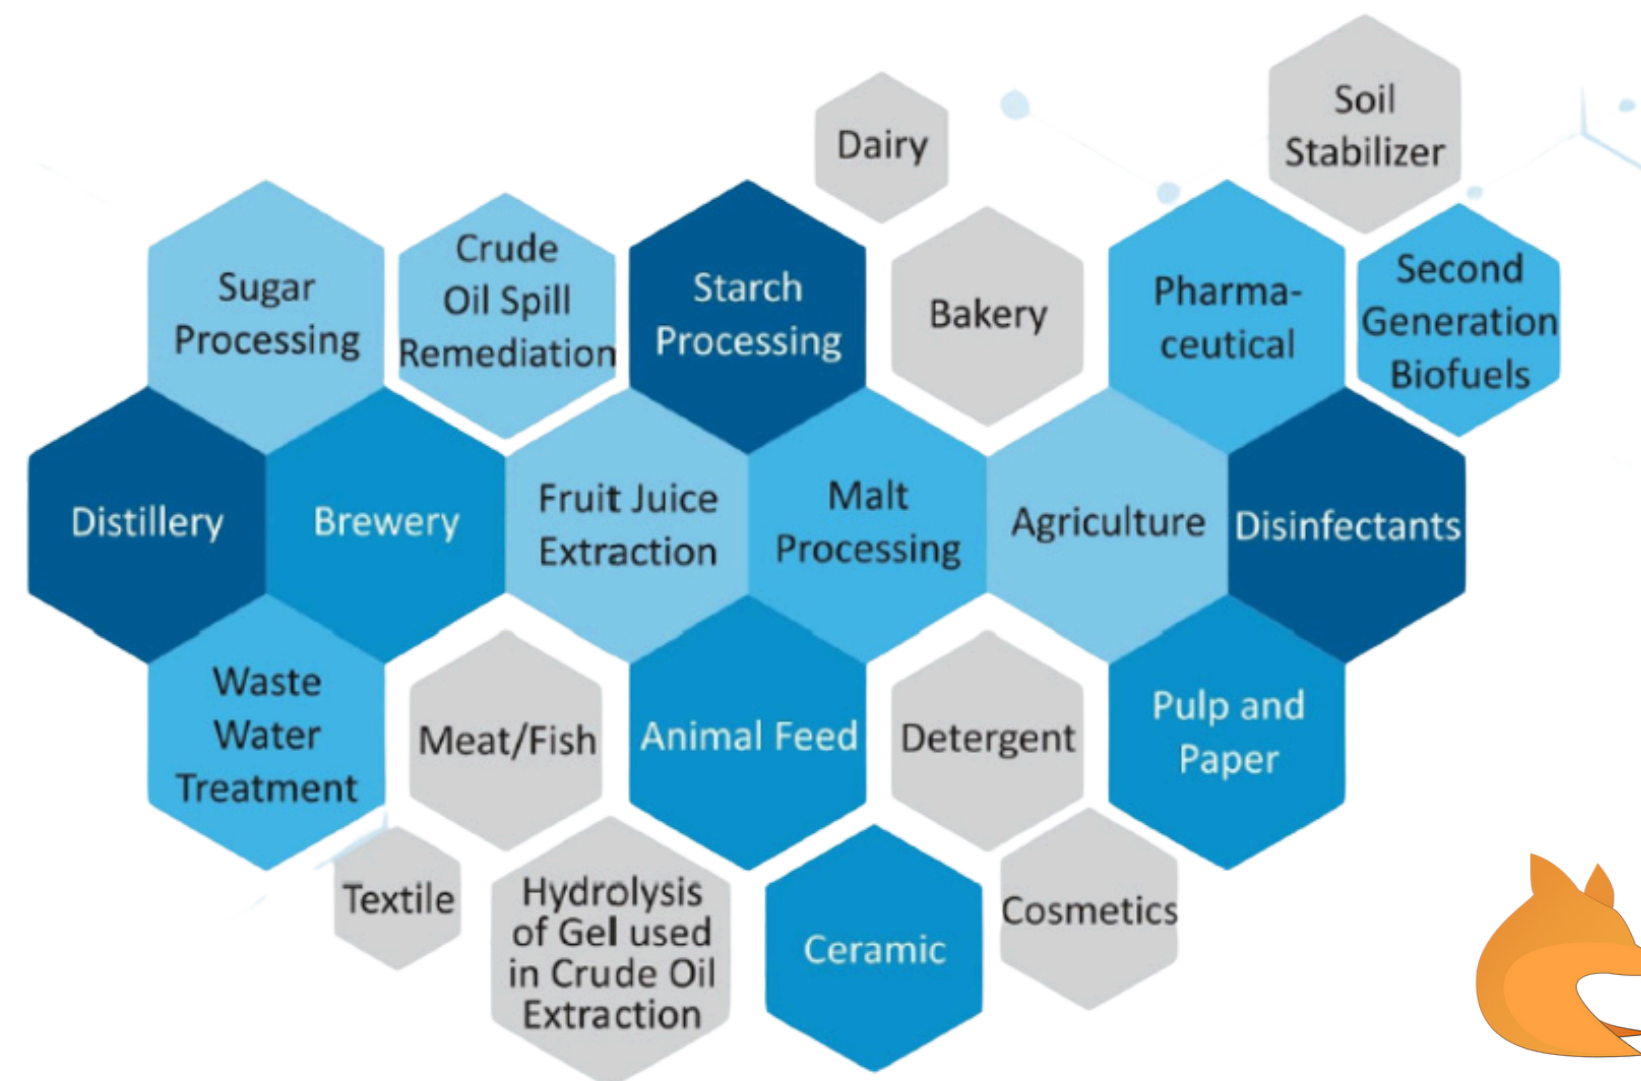 Dairy
Soil
Stabilizer
Sugar
Processing
Crude
Oil Spill
Remediation
Starch
Processing
Bakery
Pharma-
ceutical
Second
Generation
Biofuels
Distillery
Brewery
Fruit Juice
Extraction
Malt
Processing
Agriculture
Disinfectants
Waste
Water
Treatment
Meat/Fish
Animal Feed
Detergent
Pulp and
Paper
Textile
Hydrolysis
of Gel used
in Crude Oil
Extraction
Ceramic
Cosmetics